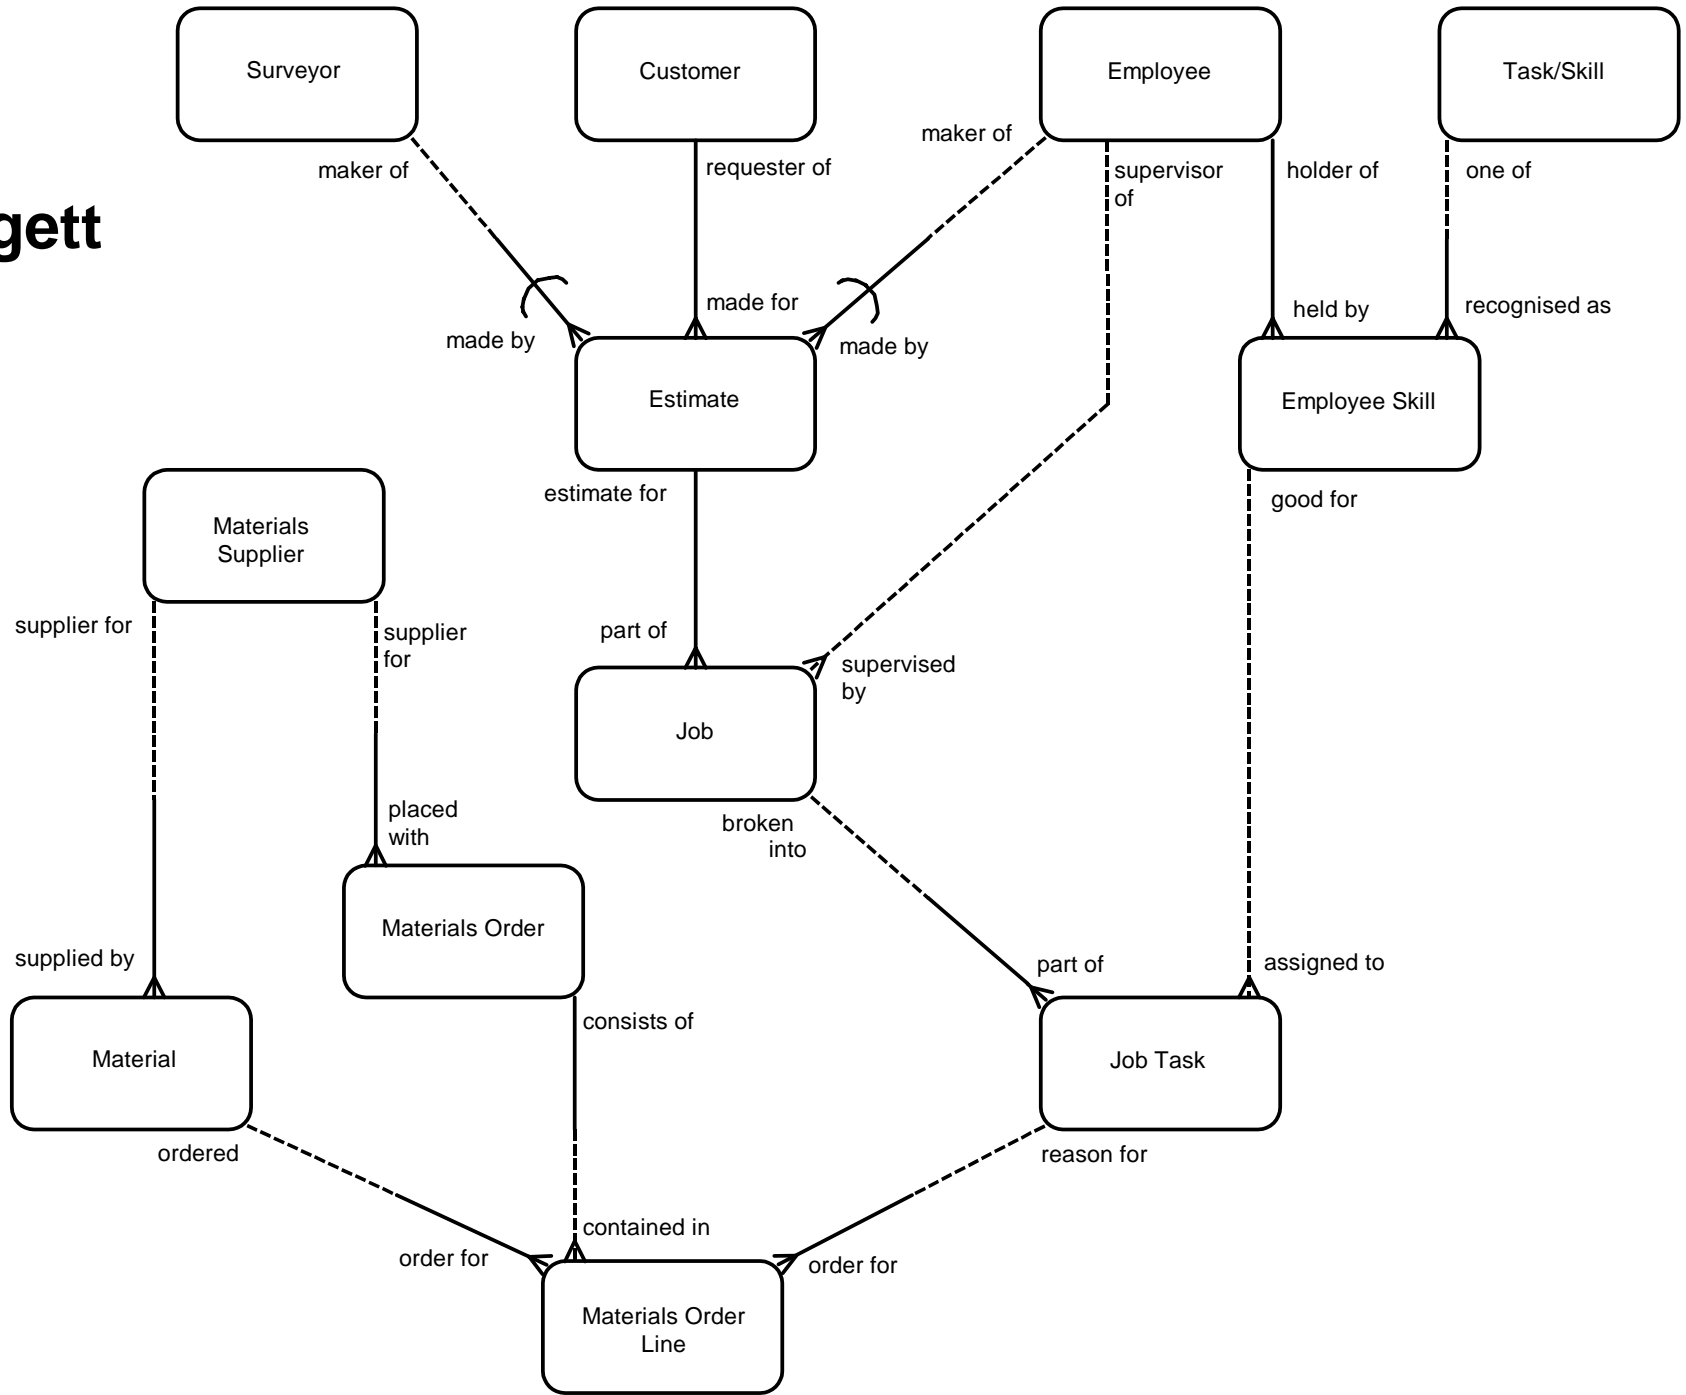 Surveyor
Customer
Employee
Task/Skill
maker of
maker of
requester of
supervisor
of
holder of
one of
gett
made by
made for
made by
held by
recognised as
Estimate
Employee Skill
estimate for
good for
Materials
Supplier
supplier for
supplier
for
part of
supervised
by
Job
placed
with
broken
into
Materials Order
supplied by
part of
assigned to
consists of
Material
Job Task
ordered
reason for
contained in
order for
order for
Materials Order
Line